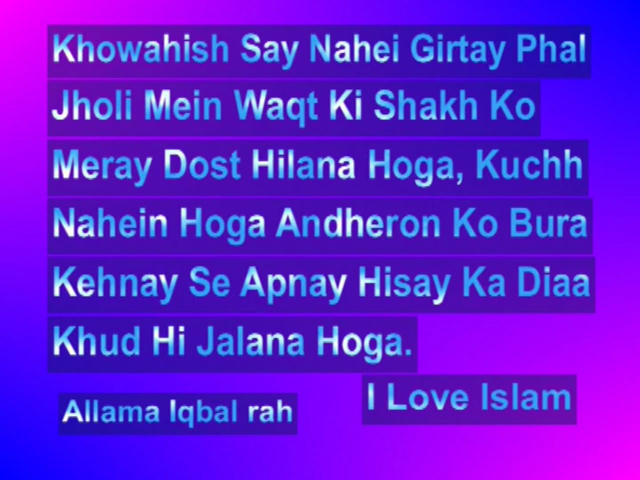 Khowahish Say Nahei Girtay Phal
Jholi Mein Waqt Ki Shakh Ko
Meray Dost Hilana Hoga, Kuchh
Nahein Hoga Andheron Ko Bura
Kehnay Se Apnay Hisay Ka Diaa
Khud Hi Jalana Hoga.
Allama Iqbal rah
I Love Islam